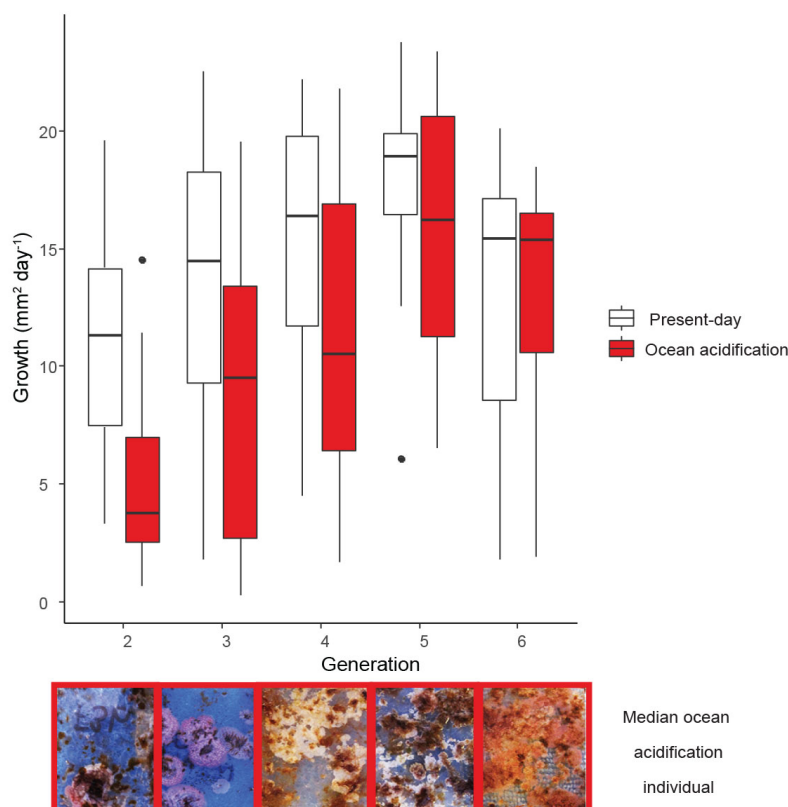 Growth (mm² day⁻¹)
20
15
10
5
0
2 3 4 5 6
Generation
Present-day
Ocean acidification
Median ocean
acidification
individual